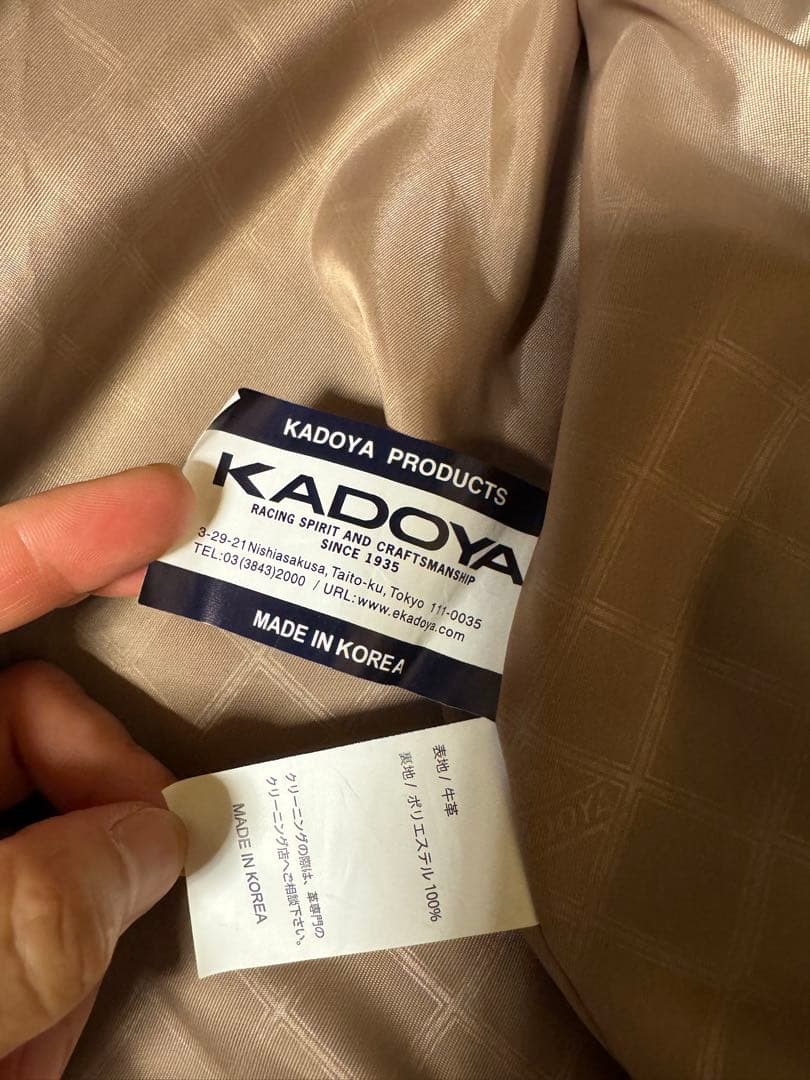 KADOYA PRODUCTS
KADOYA
RACING SPIRIT AND CRAFTSMANSHIP
SINCE 1935
3-29-21 Nishiasakusa, Taito-ku, Tokyo 111-0035
TEL:03(3843)2000 / URL:www.ekadoya.com
MADE IN KOREA
表地 / 牛革
裏地 / ポリエステル 100%
クリーニングの際は、革専門の
クリーニング店へご相談下さい。
MADE IN KOREA
KADOYA